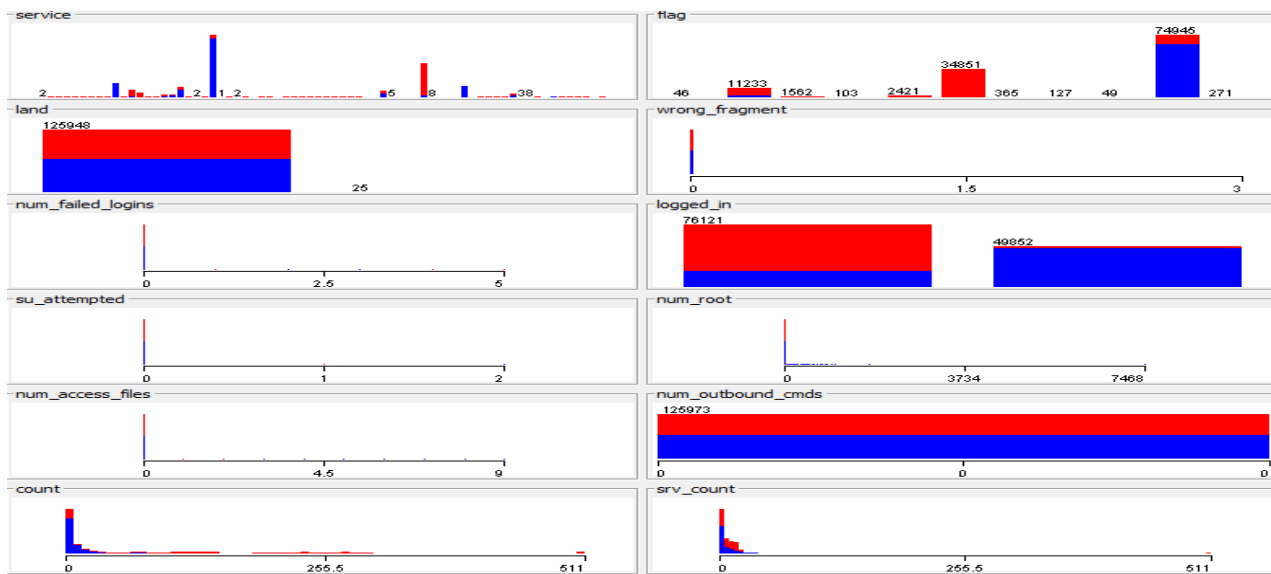 service
2 2 1 2 5 8 38
flag
46 11233 1562 103 2421 34851 365 127 49 74945 271
land
125948 25
wrong_fragment
0 1.5 3
num_failed_logins
0 2.5 5
logged_in
76121 49852
su_attempted
0 1 2
num_root
0 3734 7468
num_access_files
0 4.5 9
num_outbound_cmds
125973
0 0 0
count
0 255.5 511
srv_count
0 255.5 511